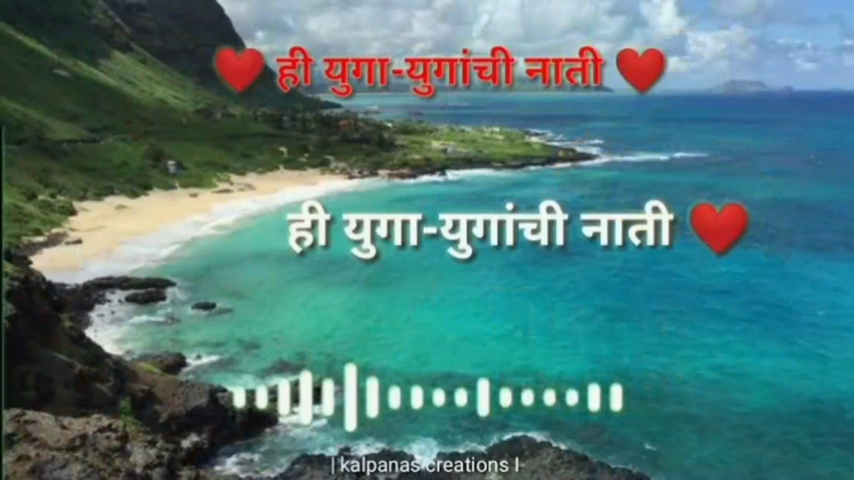 ❤️ ही युगा-युगांची नाती ❤️
ही युगा-युगांची नाती ❤️
| kalpanas creations I